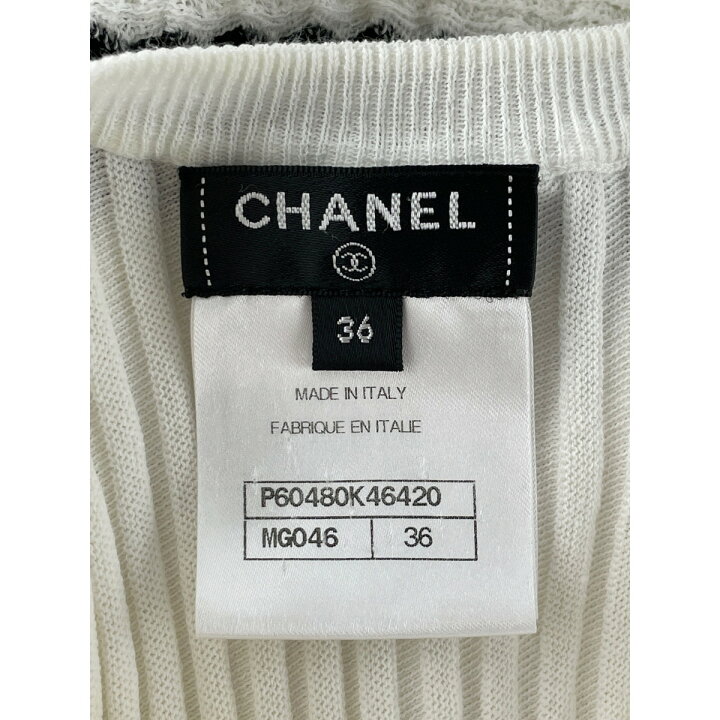 CHANEL
36
MADE IN ITALY
FABRIQUE EN ITALIE
P60480K46420
MG046 36